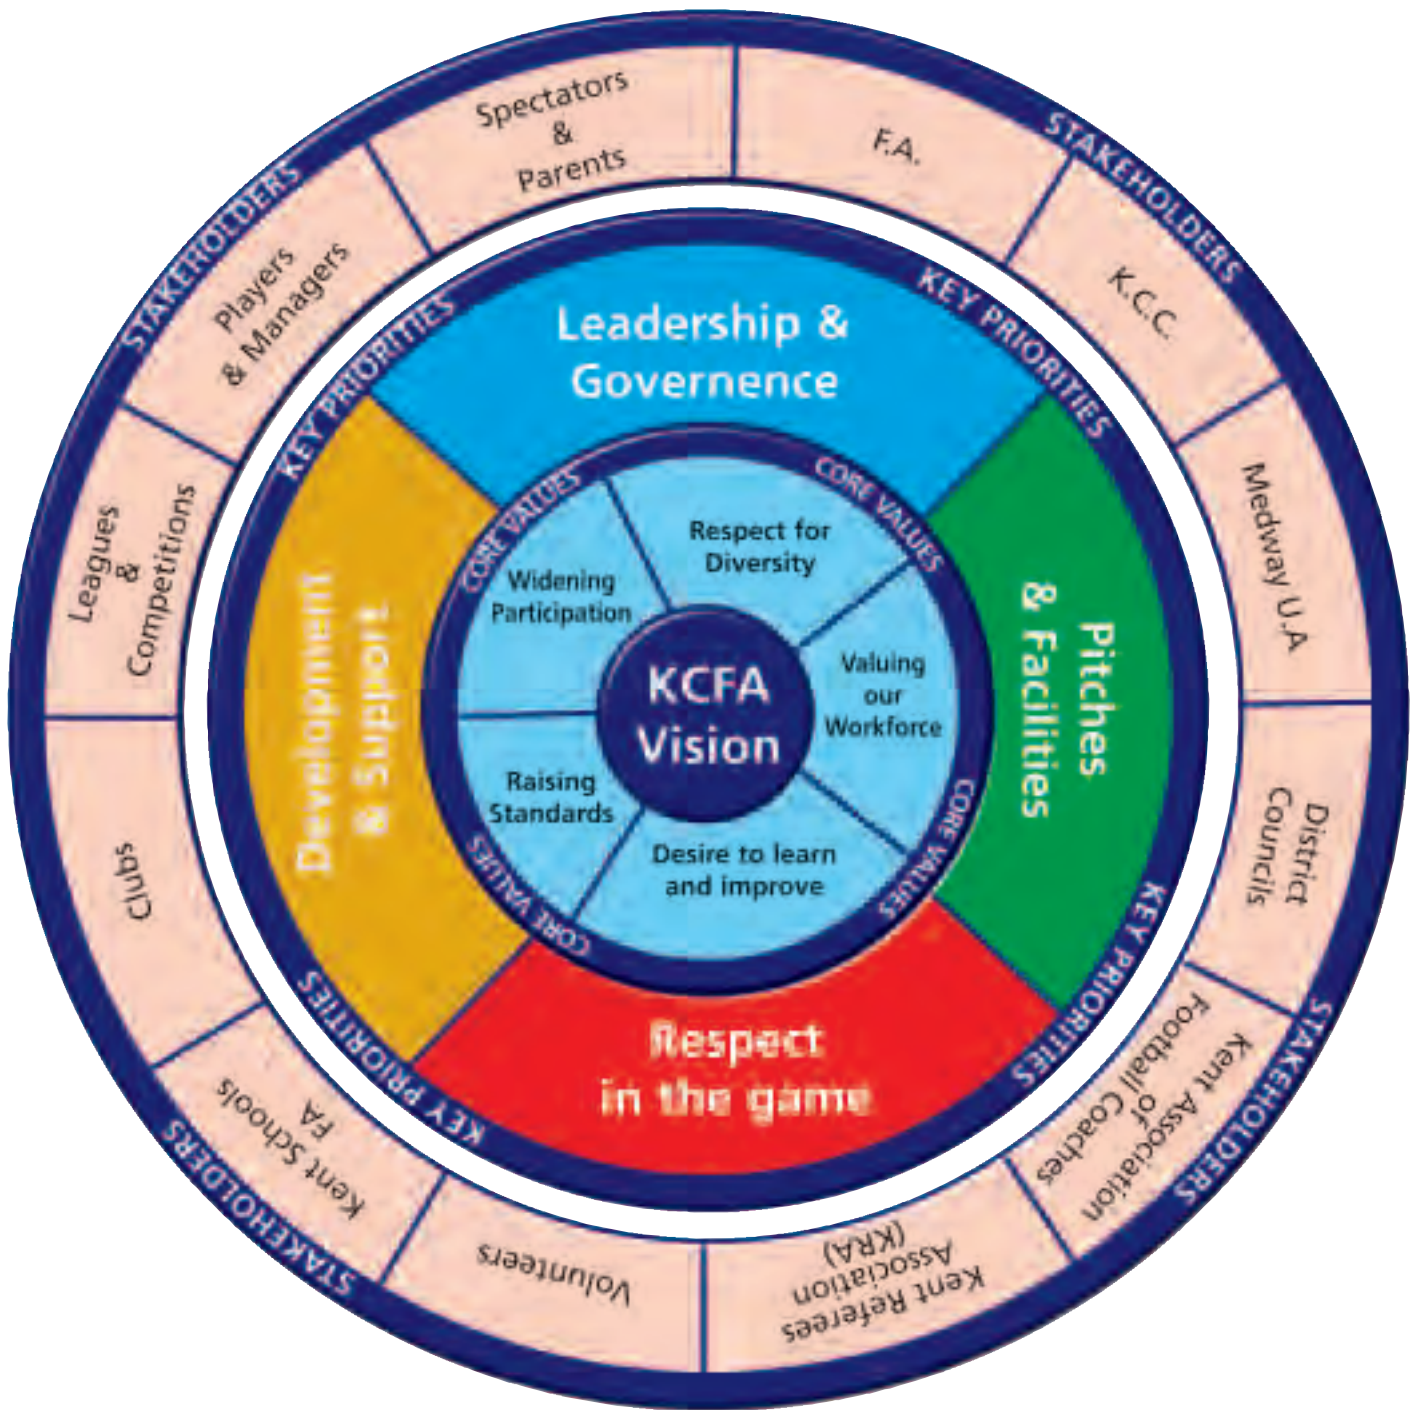 STAKEHOLDERS
STAKEHOLDERS
STAKEHOLDERS
STAKEHOLDERS
Spectators
&
Parents
F.A.
K.C.C.
Medway U.A
District
Councils
Kent Association
of
Football Coaches
Kent Referees
Association
(KRA)
Volunteers
Kent Schools
FA
Clubs
Leagues
&
Competitions
Players
& Managers
KEY PRIORITIES
KEY PRIORITIES
KEY PRIORITIES
KEY PRIORITIES
KEY PRIORITIES
Leadership &
Governence
Pitches
& Facilities
Respect
in the game
Development
& Support
CORE VALUES
CORE VALUES
CORE VALUES
CORE VALUES
Respect for
Diversity
Valuing
our
Workforce
Desire to learn
and improve
Raising
Standards
Widening
Participation
KCFA
Vision